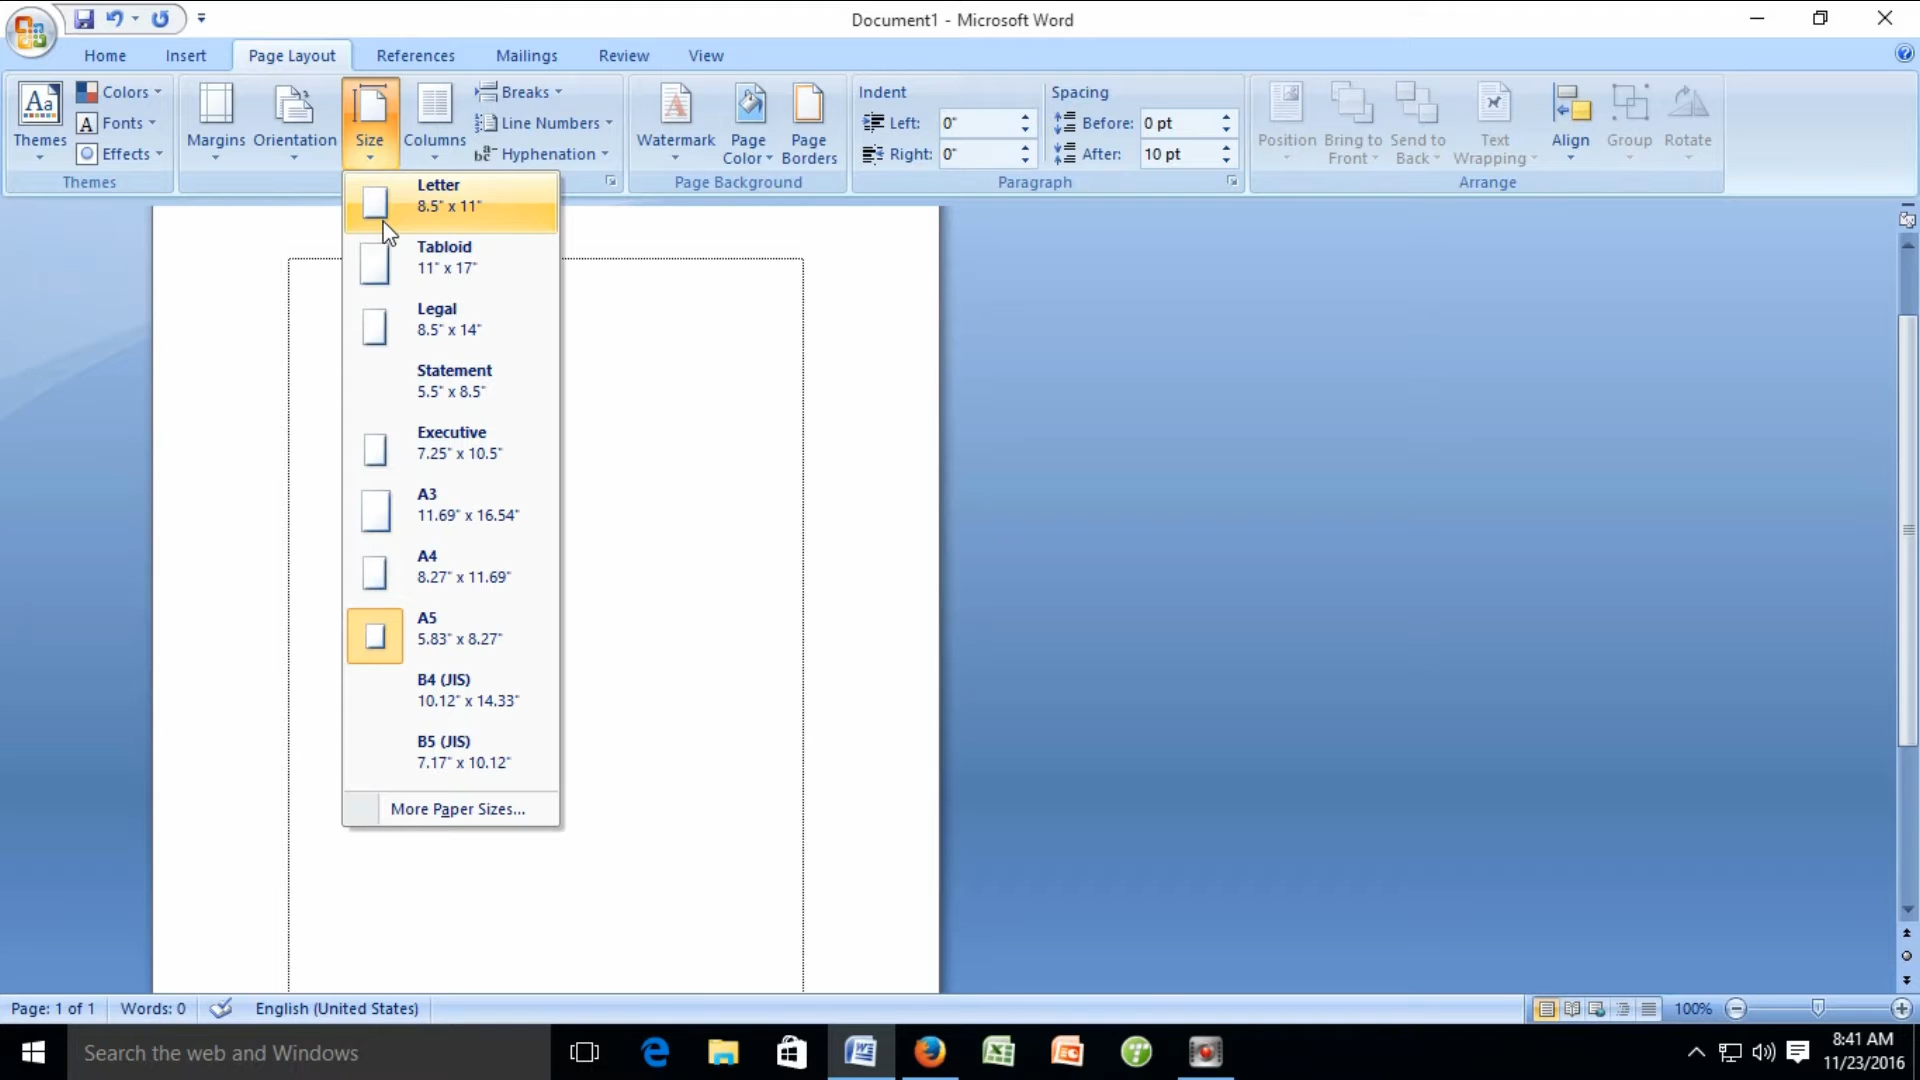 Document1 - Microsoft Word
Home Insert Page Layout References Mailings Review View
Aa Colors Margins Orientation Size Columns Breaks Watermark Page Color Page Borders Indent Spacing Position Bring to Front Send to Back Text Wrapping Align Group Rotate
Themes A Fonts Line Numbers Left: 0" Before: 0 pt
Effects bc Hyphenation Right: 0" After: 10 pt
Themes Page Background Paragraph Arrange
Letter
8.5" x 11"
Tabloid
11" x 17"
Legal
8.5" x 14"
Statement
5.5" x 8.5"
Executive
7.25" x 10.5"
A3
11.69" x 16.54"
A4
8.27" x 11.69"
A5
5.83" x 8.27"
B4 (JIS)
10.12" x 14.33"
B5 (JIS)
7.17" x 10.12"
More Paper Sizes...
Page: 1 of 1 Words: 0 English (United States) 100%
Search the web and Windows
8:41 AM
11/23/2016